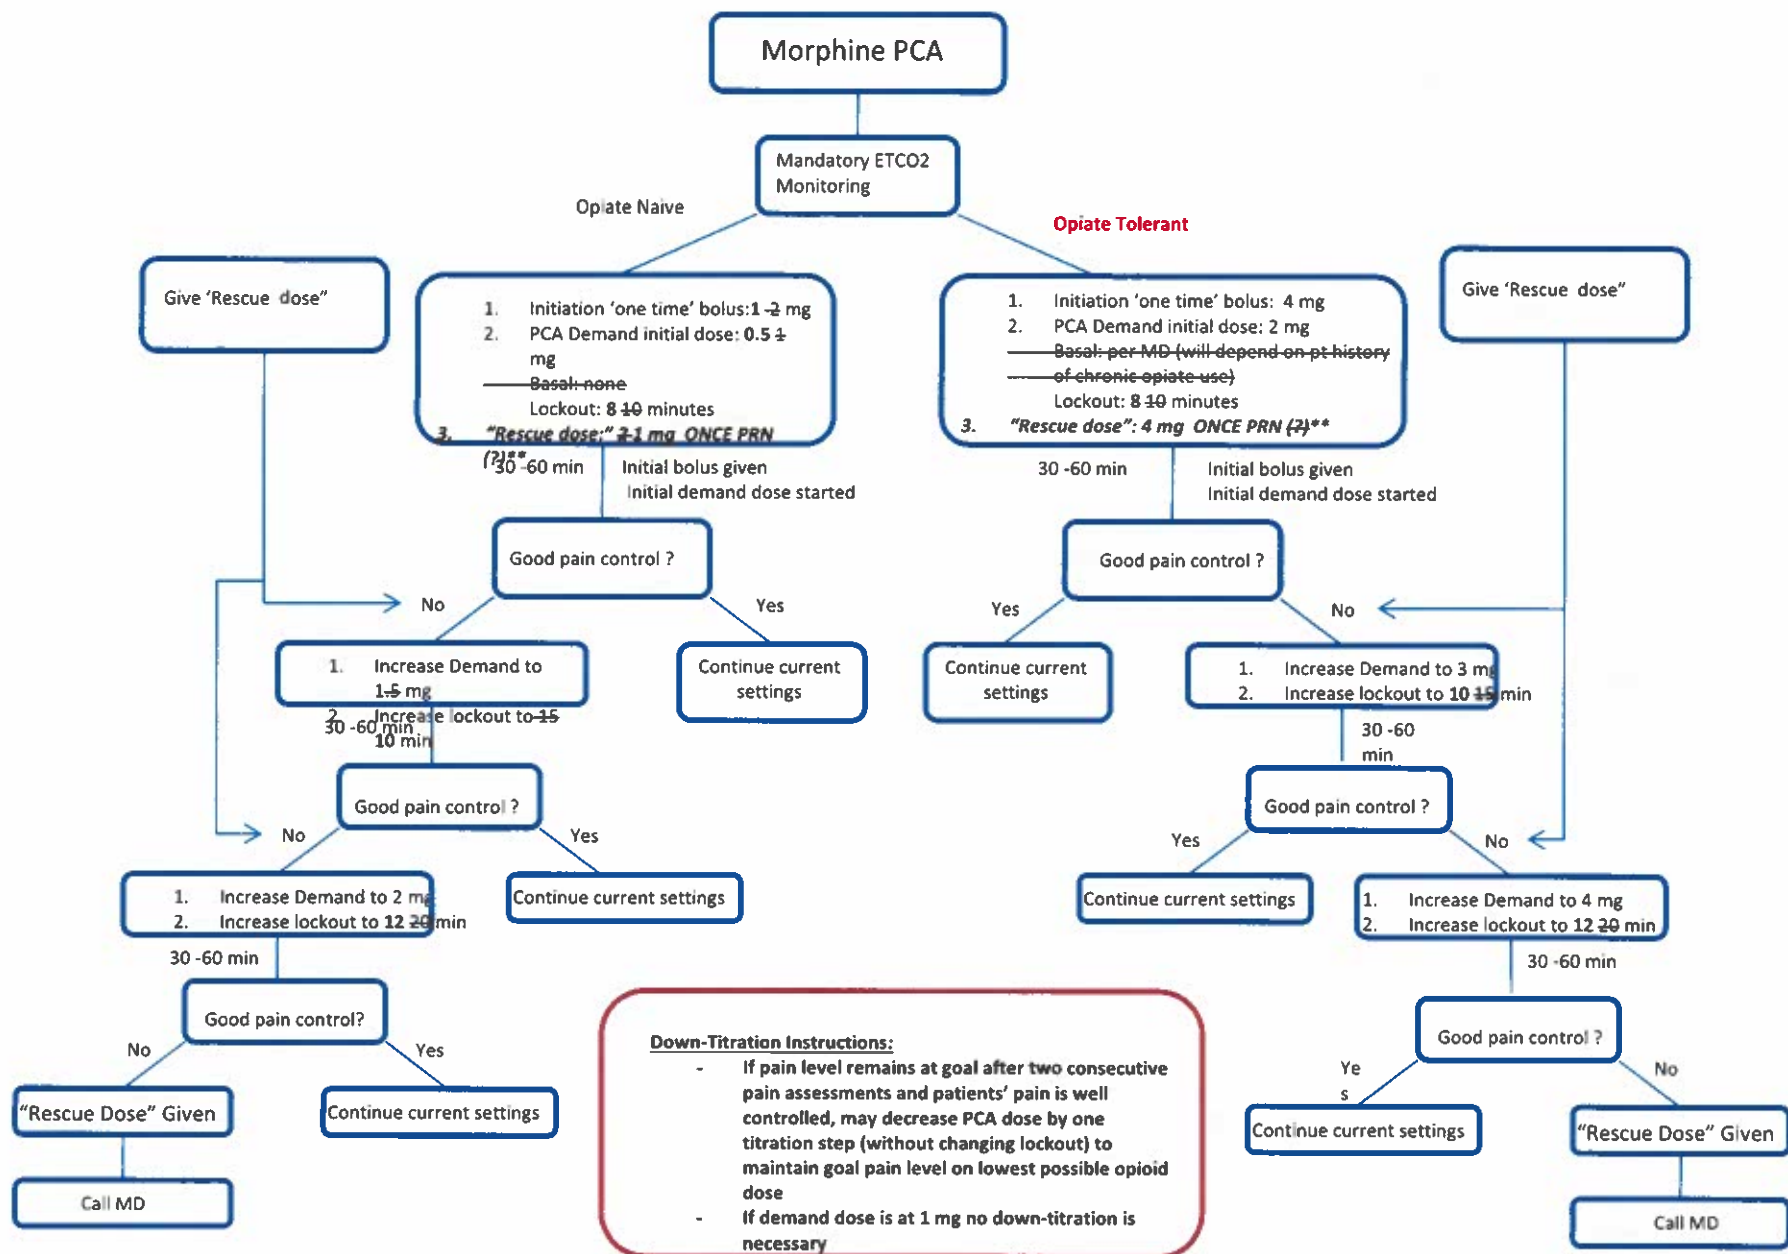 Morphine PCA
Mandatory ETCO2
Monitoring
Opiate Naive
Opiate Tolerant
Give 'Rescue dose"
1. Initiation 'one time' bolus:1 -2 mg
2. PCA Demand initial dose: 0.5 1
mg
Basal: none
Lockout: 8 10 minutes
3. "Rescue dose:" 2 1 mg ONCE PRN
(?)**
1. Initiation 'one time' bolus: 4 mg
2. PCA Demand initial dose: 2 mg
Basal: per MD (will depend on pt history
of chronic opiate use)
Lockout: 8 10 minutes
3. "Rescue dose": 4 mg ONCE PRN (?)**
Give 'Rescue dose"
30 -60 min
Initial bolus given
Initial demand dose started
30 -60 min
Initial bolus given
Initial demand dose started
Good pain control ?
Good pain control ?
No
Yes
Yes
No
1. Increase Demand to
1.5 mg
2. Increase lockout to 15
10 min
30 -60 min
Continue current
settings
Continue current
settings
1. Increase Demand to 3 mg
2. Increase lockout to 10 15 min
30 -60
min
Good pain control ?
Good pain control ?
No
Yes
Yes
No
1. Increase Demand to 2 mg
2. Increase lockout to 12 20 min
Continue current settings
Continue current settings
1. Increase Demand to 4 mg
2. Increase lockout to 12 20 min
30 -60 min
30 -60 min
Good pain control?
Good pain control ?
No
Yes
Ye
s
No
"Rescue Dose" Given
Continue current settings
Continue current settings
"Rescue Dose" Given
Call MD
Call MD
Down-Titration Instructions:
- If pain level remains at goal after two consecutive
pain assessments and patients' pain is well
controlled, may decrease PCA dose by one
titration step (without changing lockout) to
maintain goal pain level on lowest possible opioid
dose
- If demand dose is at 1 mg no down-titration is
necessary